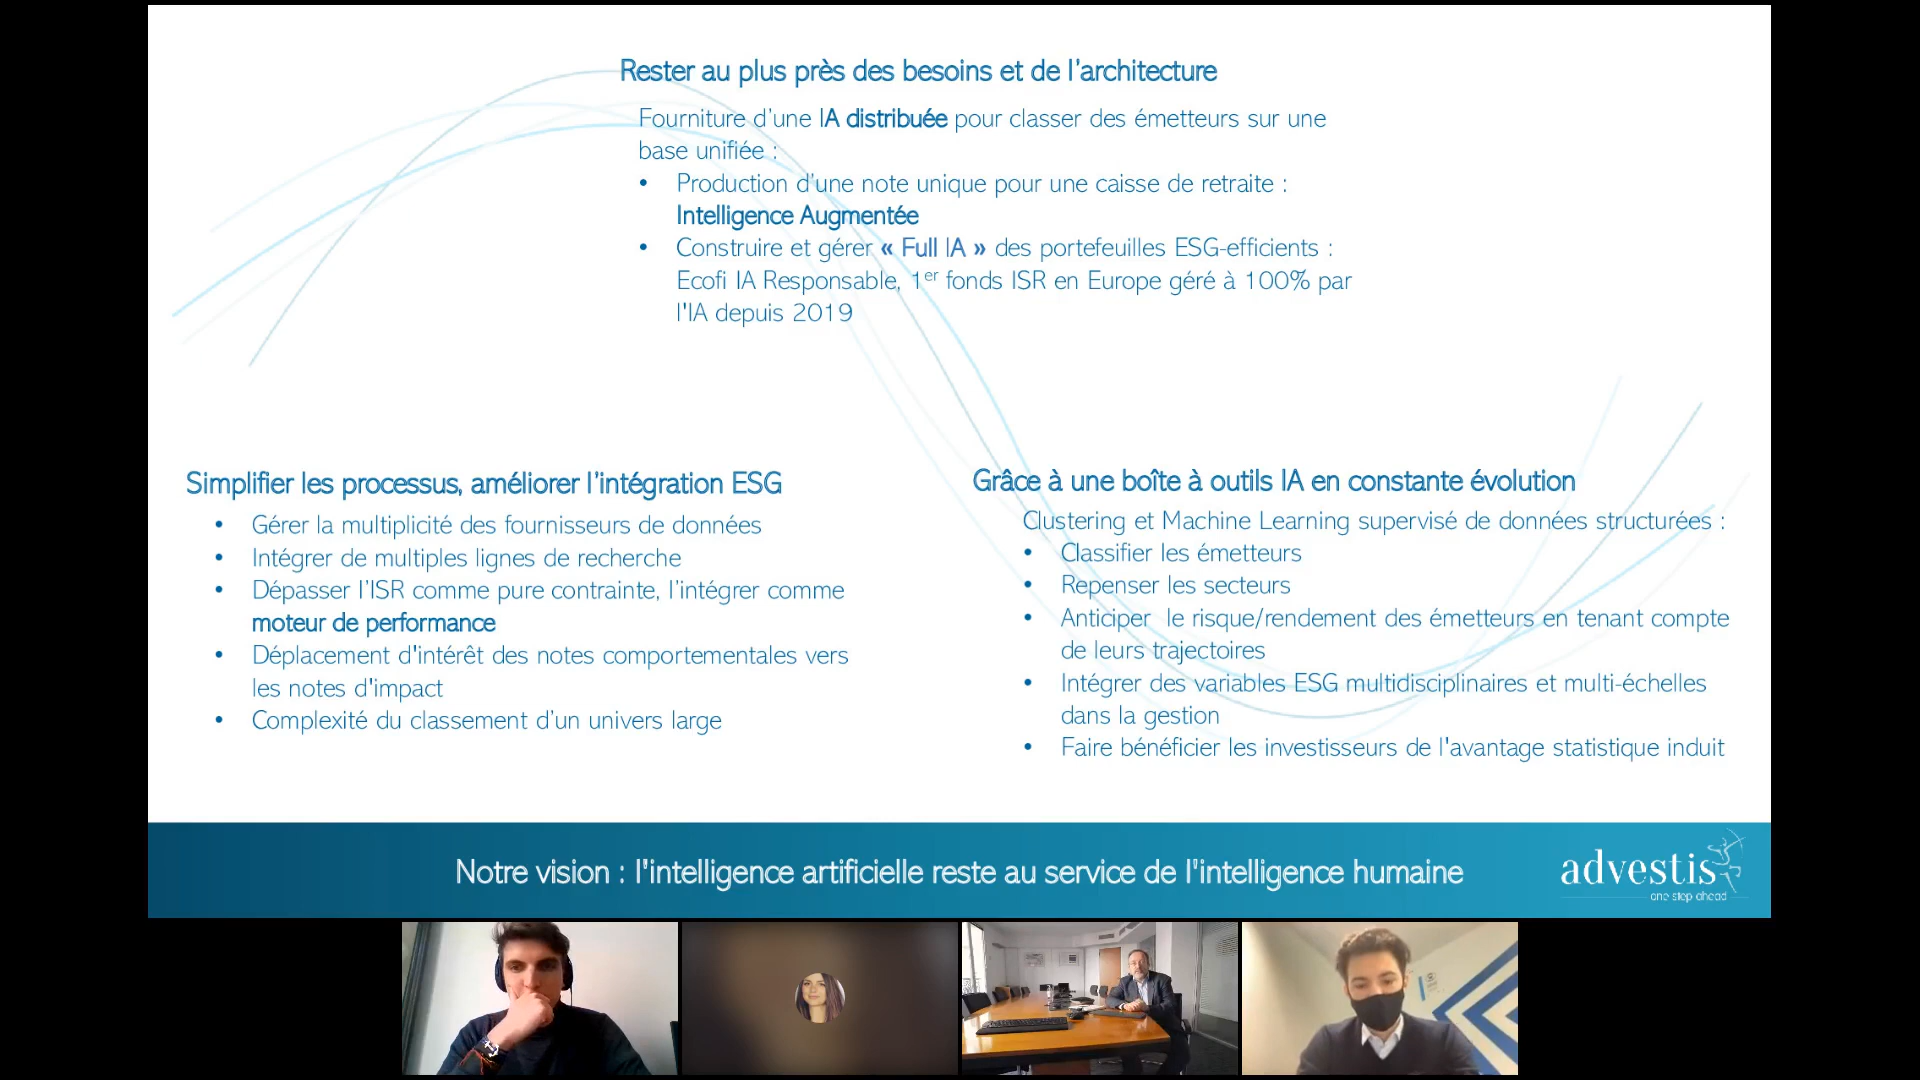 Rester au plus près des besoins et de l'architecture
Fourniture d'une IA distribuée pour classer des émetteurs sur une
base unifiée :
• Production d'une note unique pour une caisse de retraite :
Intelligence Augmentée
• Construire et gérer « Full IA » des portefeuilles ESG-efficients :
Ecofi IA Responsable, 1er fonds ISR en Europe géré à 100% par
l'IA depuis 2019
Simplifier les processus, améliorer l'intégration ESG
• Gérer la multiplicité des fournisseurs de données
• Intégrer de multiples lignes de recherche
• Dépasser l'ISR comme pure contrainte, l'intégrer comme
moteur de performance
• Déplacement d'intérêt des notes comportementales vers
les notes d'impact
• Complexité du classement d'un univers large
Grâce à une boîte à outils IA en constante évolution
Clustering et Machine Learning supervisé de données structurées :
• Classifier les émetteurs
• Repenser les secteurs
• Anticiper le risque/rendement des émetteurs en tenant compte
de leurs trajectoires
• Intégrer des variables ESG multidisciplinaires et multi-échelles
dans la gestion
• Faire bénéficier les investisseurs de l'avantage statistique induit
Notre vision : l'intelligence artificielle reste au service de l'intelligence humaine
advestis
one step ahead